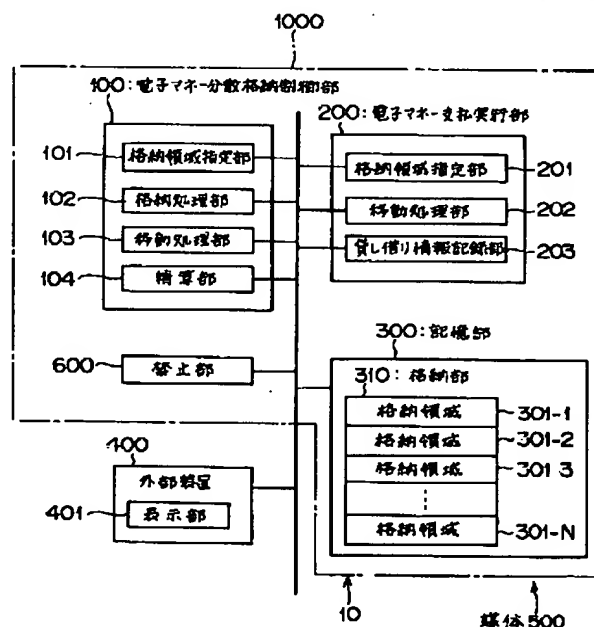 1000
100:電子マネー分散格納制御部
101
格納領域指定部
102
格納処理部
103
移動処理部
104
精算部
200:電子マネー支払実行部
格納領域指定部
201
移動処理部
202
貸し借り情報記録部
203
600
禁止部
300:記憶部
310:格納部
格納領域
301-1
格納領域
301-2
格納領域
301-3
格納領域
301-N
400
外部装置
401
表示部
10
媒体500